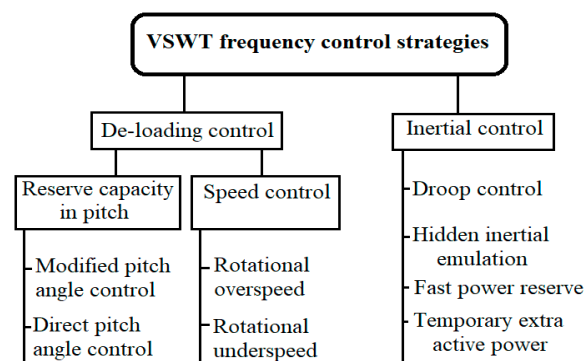 VSWT frequency control strategies
De-loading control
Inertial control
Reserve capacity
in pitch
Speed control
Modified pitch
angle control
Direct pitch
angle control
Rotational
overspeed
Rotational
underspeed
Droop control
Hidden inertial
emulation
Fast power reserve
Temporary extra
active power